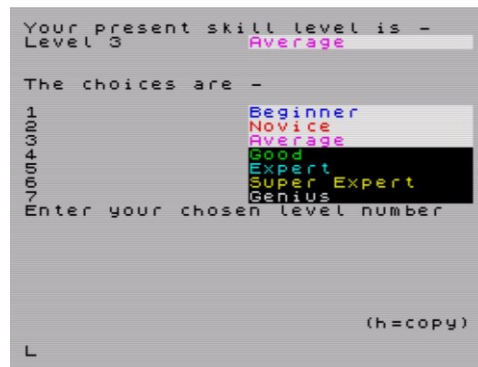 Your present skill level is -
Level 3 Average
The choices are -
1 Beginner
2 Novice
3 Average
4 Good
5 Expert
6 Super Expert
7 Genius
Enter your chosen level number
(h=copy)
L